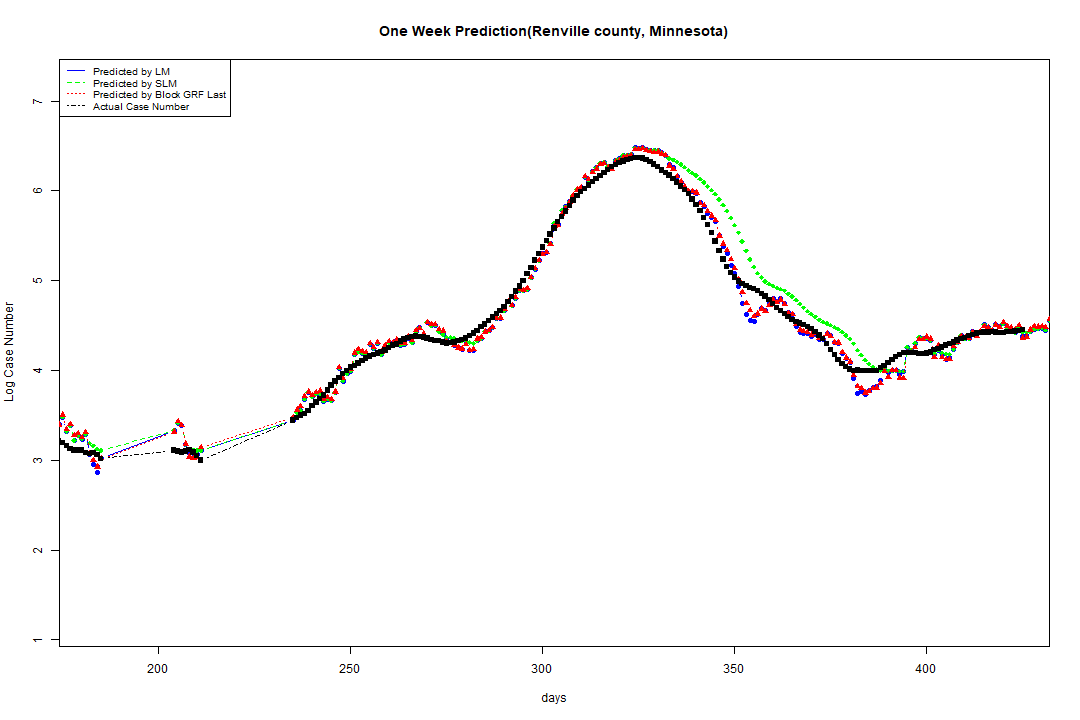 One Week Prediction(Renville county, Minnesota)
Predicted by LM
Predicted by SLM
Predicted by Block GRF Last
Actual Case Number
7
6
5
4
3
2
1
Log Case Number
200 250 300 350 400
days